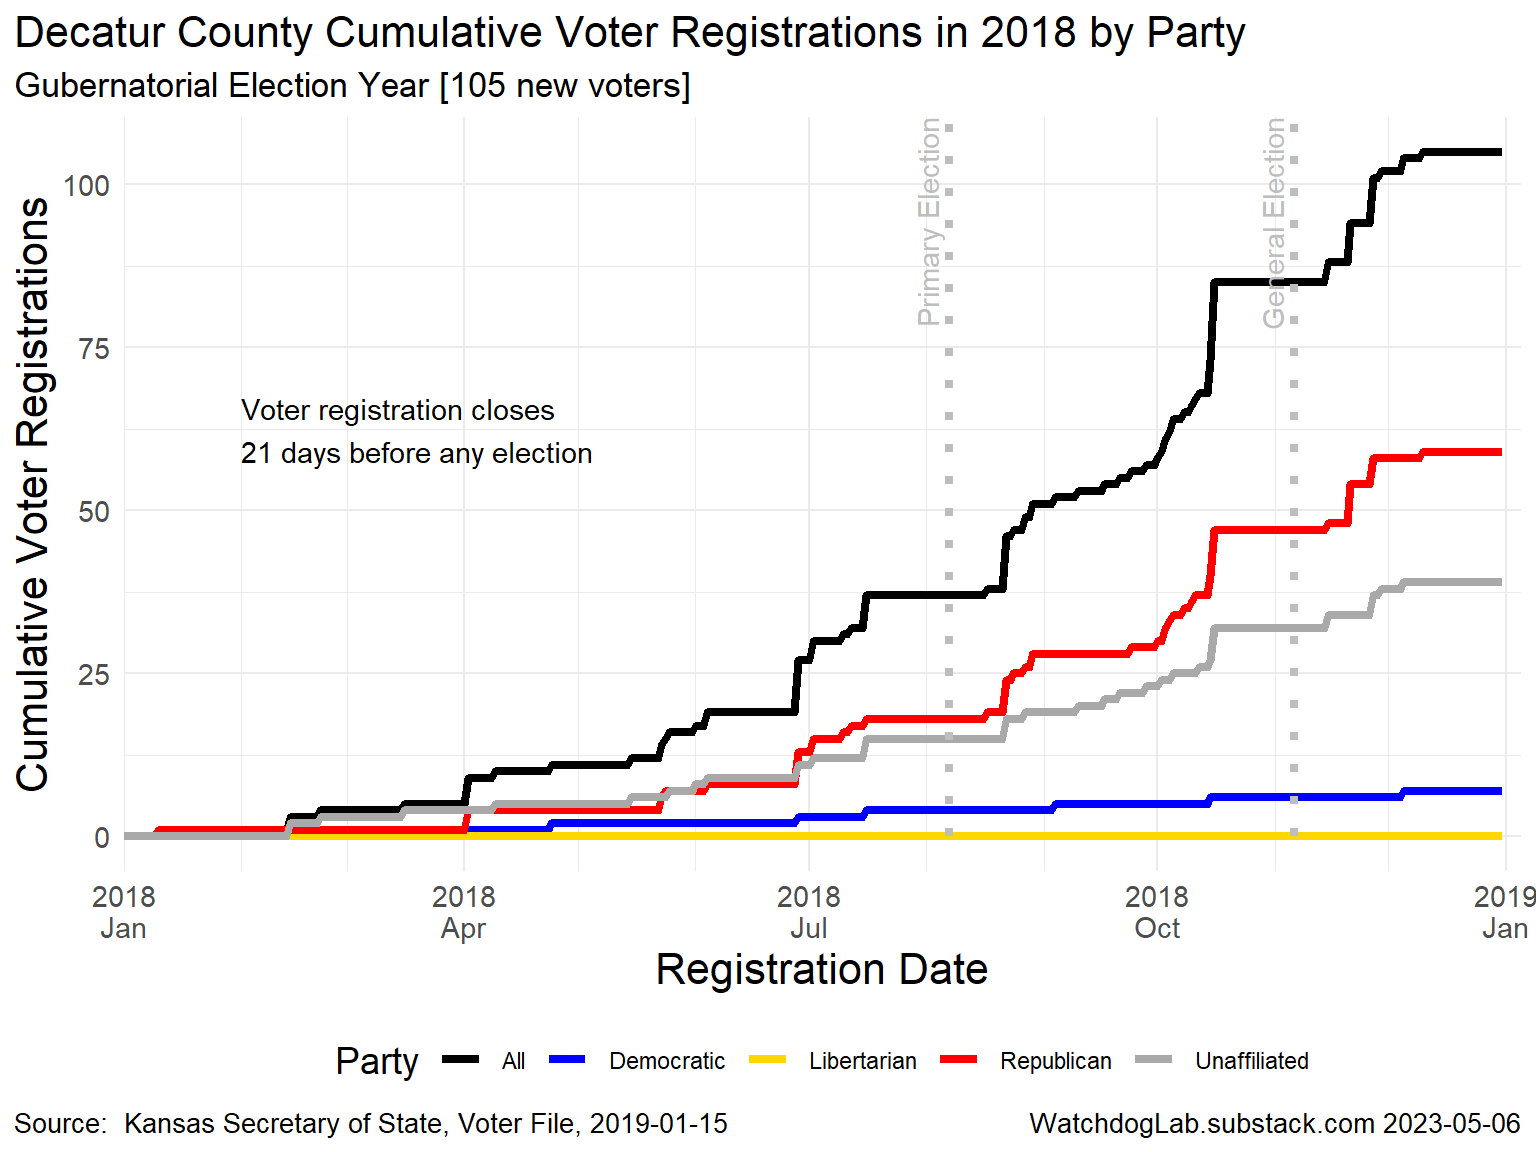 Decatur County Cumulative Voter Registrations in 2018 by Party
Gubernatorial Election Year [105 new voters]
Cumulative Voter Registrations
100
75
50
25
0
Primary Election
General Election
Voter registration closes
21 days before any election
2018 2018 2018 2018 2019
Jan Apr Jul Oct Jan
Registration Date
Party All Democratic Libertarian Republican Unaffiliated
Source:  Kansas Secretary of State, Voter File, 2019-01-15
WatchdogLab.substack.com 2023-05-06